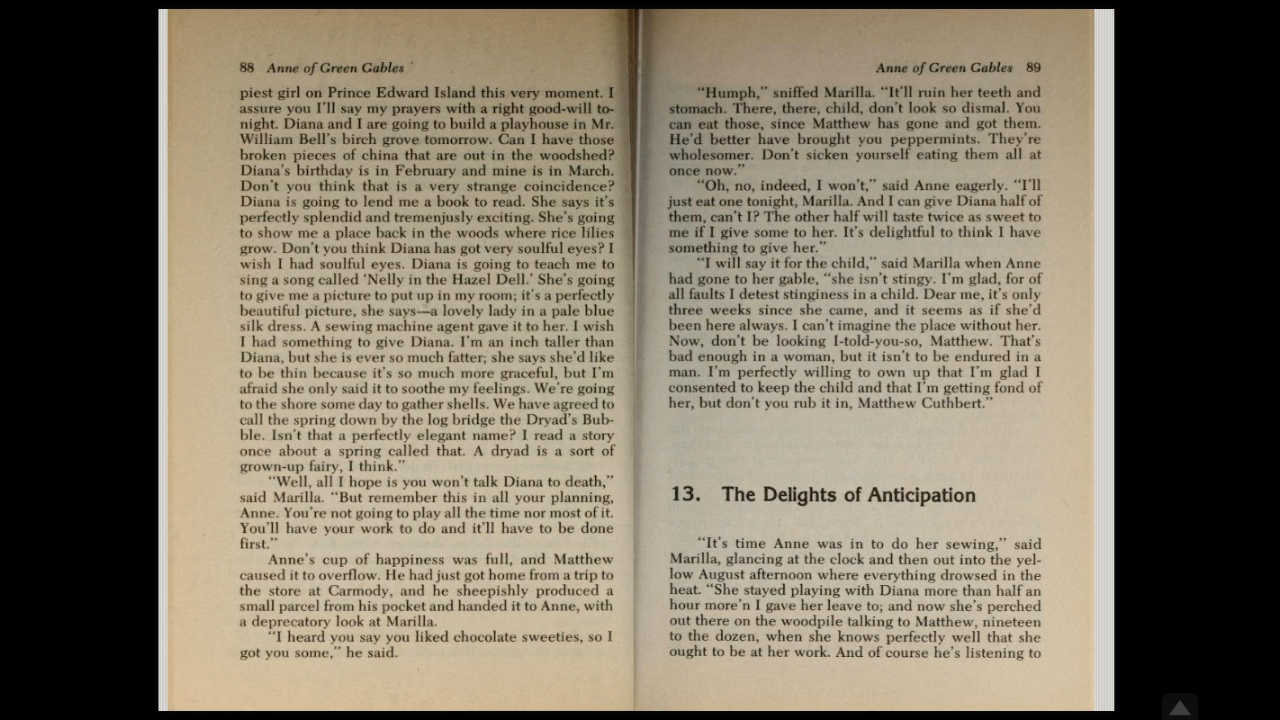 88 Anne of Green Gables
piest girl on Prince Edward Island this very moment. I
assure you I'll say my prayers with a right good-will to-
night. Diana and I are going to build a playhouse in Mr.
William Bell's birch grove tomorrow. Can I have those
broken pieces of china that are out in the woodshed?
Diana's birthday is in February and mine is in March.
Don't you think that is a very strange coincidence?
Diana is going to lend me a book to read. She says it's
perfectly splendid and tremenjusly exciting. She's going
to show me a place back in the woods where rice lilies
grow. Don't you think Diana has got very soulful eyes? I
wish I had soulful eyes. Diana is going to teach me to
sing a song called 'Nelly in the Hazel Dell.' She's going
to give me a picture to put up in my room; it's a perfectly
beautiful picture, she says—a lovely lady in a pale blue
silk dress. A sewing machine agent gave it to her. I wish
I had something to give Diana. I'm an inch taller than
Diana, but she is ever so much fatter; she says she'd like
to be thin because it's so much more graceful, but I'm
afraid she only said it to soothe my feelings. We're going
to the shore some day to gather shells. We have agreed to
call the spring down by the log bridge the Dryad's Bub-
ble. Isn't that a perfectly elegant name? I read a story
once about a spring called that. A dryad is a sort of
grown-up fairy, I think."
"Well, all I hope is you won't talk Diana to death,"
said Marilla. "But remember this in all your planning,
Anne. You're not going to play all the time nor most of it.
You'll have your work to do and it'll have to be done
first."
Anne's cup of happiness was full, and Matthew
caused it to overflow. He had just got home from a trip to
the store at Carmody, and he sheepishly produced a
small parcel from his pocket and handed it to Anne, with
a deprecatory look at Marilla.
"I heard you say you liked chocolate sweeties, so I
got you some," he said.
Anne of Green Gables 89
"Humph," sniffed Marilla. "It'll ruin her teeth and
stomach. There, there, child, don't look so dismal. You
can eat those, since Matthew has gone and got them.
He'd better have brought you peppermints. They're
wholesomer. Don't sicken yourself eating them all at
once now."
"Oh, no, indeed, I won't," said Anne eagerly. "I'll
just eat one tonight, Marilla. And I can give Diana half of
them, can't I? The other half will taste twice as sweet to
me if I give some to her. It's delightful to think I have
something to give her."
"I will say it for the child," said Marilla when Anne
had gone to her gable, "she isn't stingy. I'm glad, for of
all faults I detest stinginess in a child. Dear me, it's only
three weeks since she came, and it seems as if she'd
been here always. I can't imagine the place without her.
Now, don't be looking I-told-you-so, Matthew. That's
bad enough in a woman, but it isn't to be endured in a
man. I'm perfectly willing to own up that I'm glad I
consented to keep the child and that I'm getting fond of
her, but don't you rub it in, Matthew Cuthbert."
13. The Delights of Anticipation
"It's time Anne was in to do her sewing," said
Marilla, glancing at the clock and then out into the yel-
low August afternoon where everything drowsed in the
heat. "She stayed playing with Diana more than half an
hour more'n I gave her leave to; and now she's perched
out there on the woodpile talking to Matthew, nineteen
to the dozen, when she knows perfectly well that she
ought to be at her work. And of course he's listening to